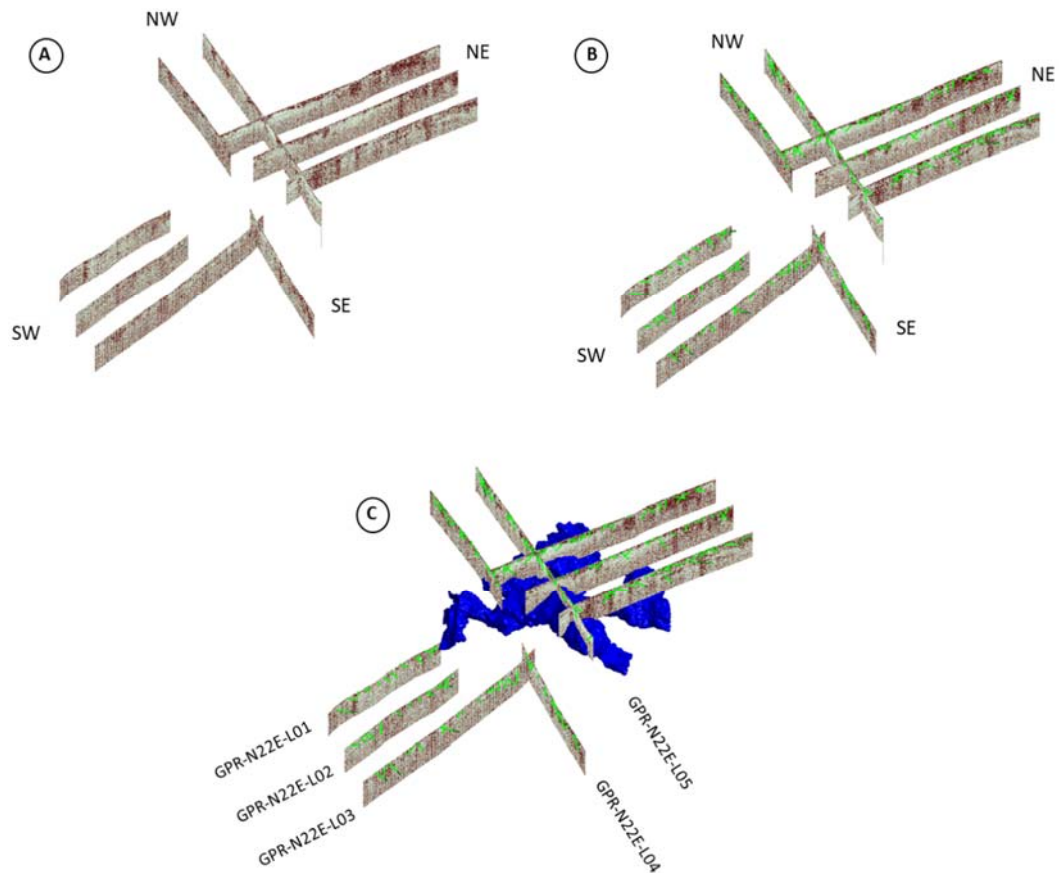 A
NW
NE
SW
SE
B
NW
NE
SW
SE
C
GPR-N22E-L01
GPR-N22E-L02
GPR-N22E-L03
GPR-N22E-L04
GPR-N22E-L05